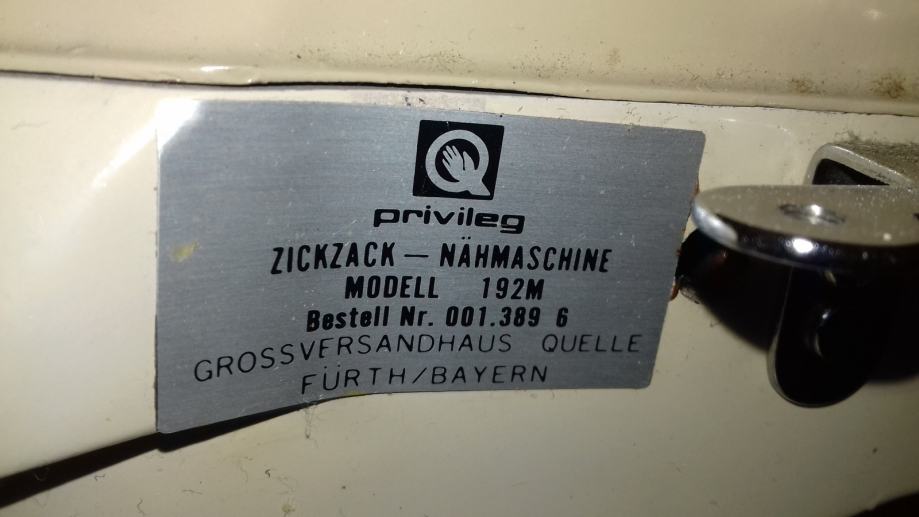 privileg
ZICKZACK – NÄHMASCHINE
MODELL 192M
Bestell Nr. 001.389 6
GROSSVERSANDHAUS QUELLE
FÜRTH/BAYERN